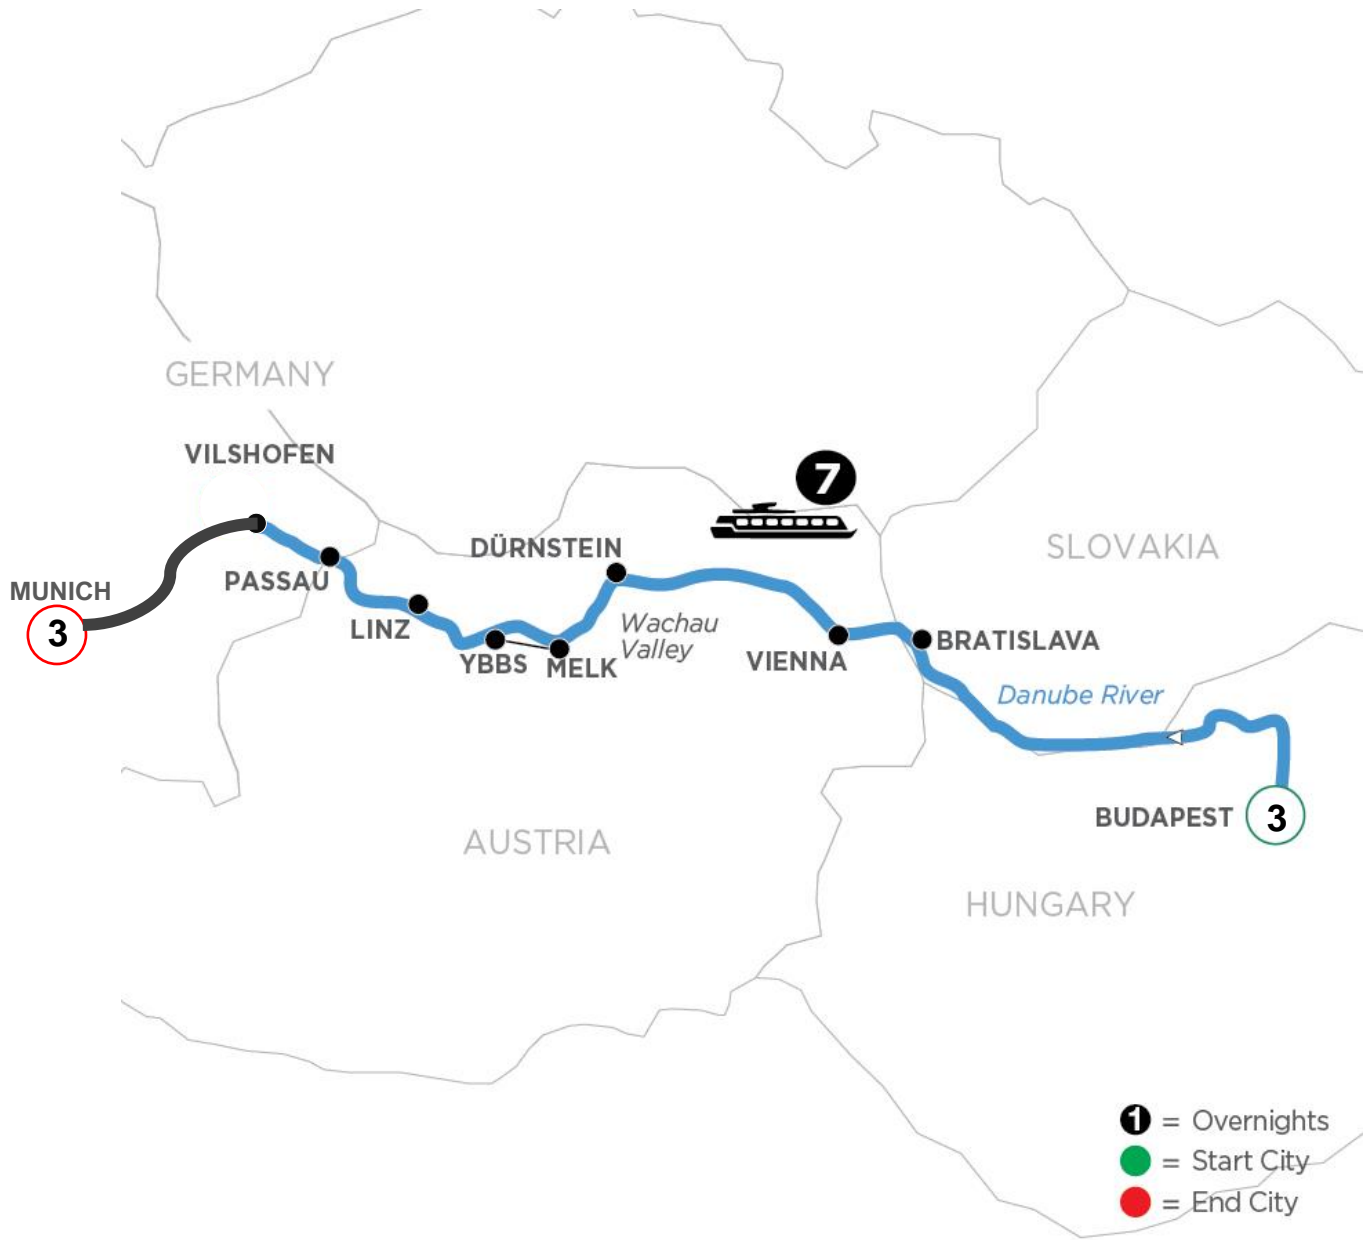 GERMANY
VILSHOFEN
7
DÜRNSTEIN
SLOVAKIA
PASSAU
MUNICH
3
LINZ
Wachau
Valley
YBBS
MELK
VIENNA
BRATISLAVA
Danube River
BUDAPEST
3
AUSTRIA
HUNGARY
1 = Overnights
= Start City
= End City